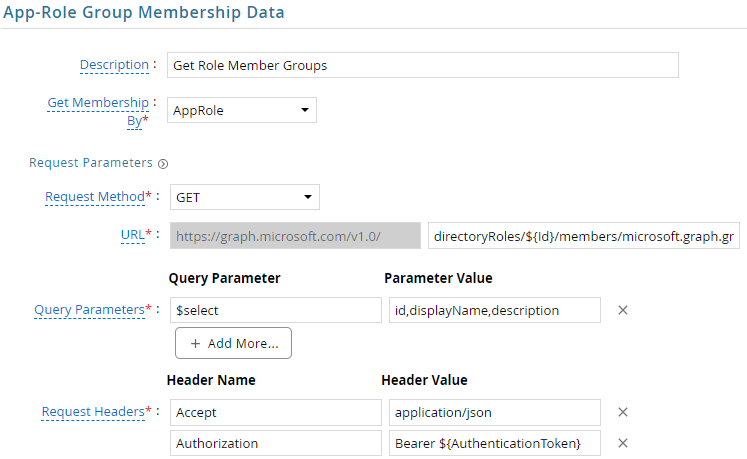 App-Role Group Membership Data
Description :
Get Role Member Groups
Get Membership :
By*
AppRole
Request Parameters
Request Method* :
GET
URL* :
https://graph.microsoft.com/v1.0/
directoryRoles/${Id}/members/microsoft.graph.gr
Query Parameter Parameter Value
Query Parameters* :
$select
id,displayName,description
+ Add More...
Header Name Header Value
Request Headers* :
Accept
application/json
Authorization
Bearer ${AuthenticationToken}